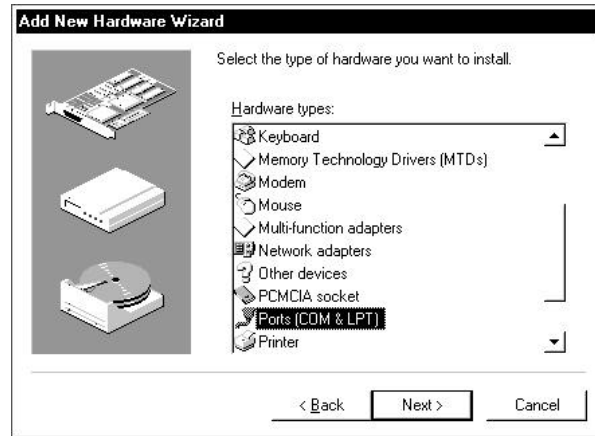 Add New Hardware Wizard
Select the type of hardware you want to install.
Hardware types:
Keyboard
Memory Technology Drivers (MTDs)
Modem
Mouse
Multi-function adapters
Network adapters
Other devices
PCMCIA socket
Ports (COM & LPT)
Printer
< Back Next > Cancel